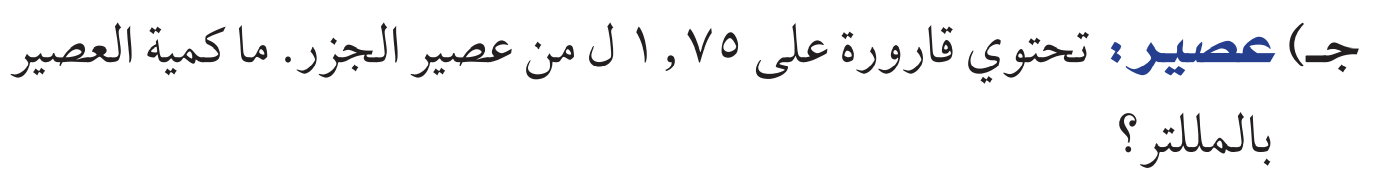 جـ) عصير: تحتوي قارورة على ١,٧٥ ل من عصير الجزر. ما كمية العصير
بالمللتر؟